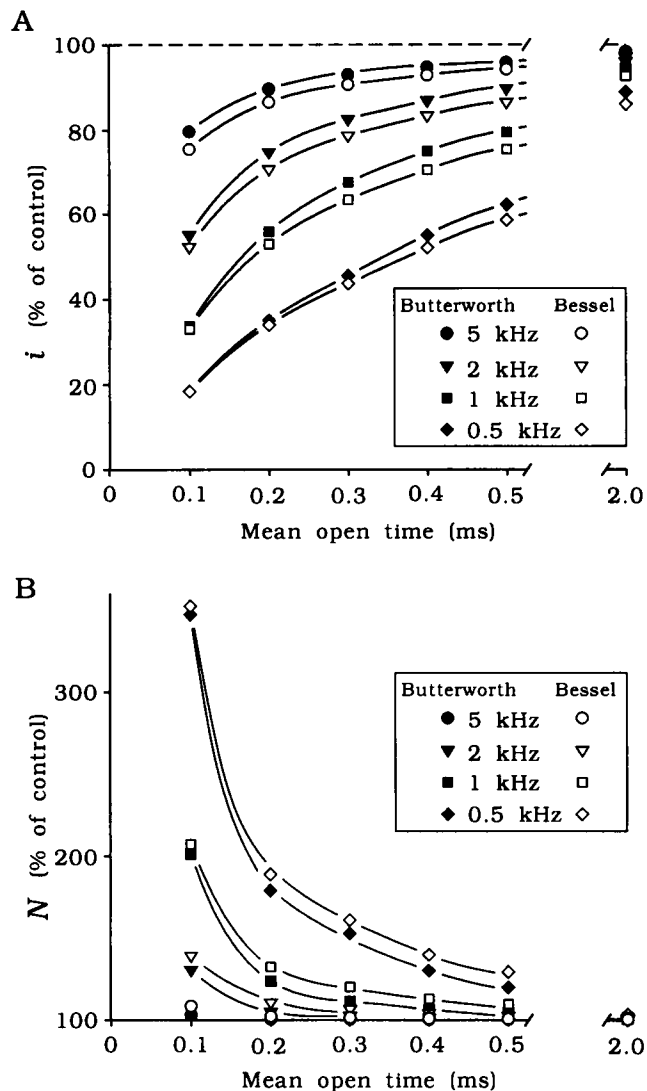 A
i (% of control)
100
80
60
40
20
0
0 0.1 0.2 0.3 0.4 0.5 2.0
Mean open time (ms)
Butterworth Bessel
5 kHz
2 kHz
1 kHz
0.5 kHz
B
N (% of control)
300
200
100
0 0.1 0.2 0.3 0.4 0.5 2.0
Mean open time (ms)
Butterworth Bessel
5 kHz
2 kHz
1 kHz
0.5 kHz